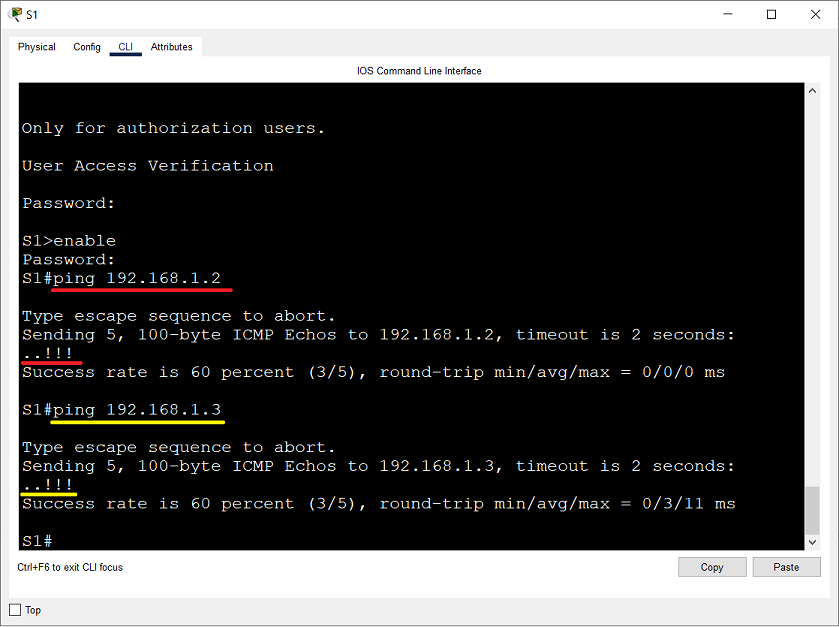 S1
Physical Config CLI Attributes
IOS Command Line Interface
Only for authorization users.
User Access Verification
Password:
S1>enable
Password:
S1#ping 192.168.1.2
Type escape sequence to abort.
Sending 5, 100-byte ICMP Echos to 192.168.1.2, timeout is 2 seconds:
..!!!
Success rate is 60 percent (3/5), round-trip min/avg/max = 0/0/0 ms
S1#ping 192.168.1.3
Type escape sequence to abort.
Sending 5, 100-byte ICMP Echos to 192.168.1.3, timeout is 2 seconds:
..!!!
Success rate is 60 percent (3/5), round-trip min/avg/max = 0/3/11 ms
S1#
Ctrl+F6 to exit CLI focus
Copy Paste
Top